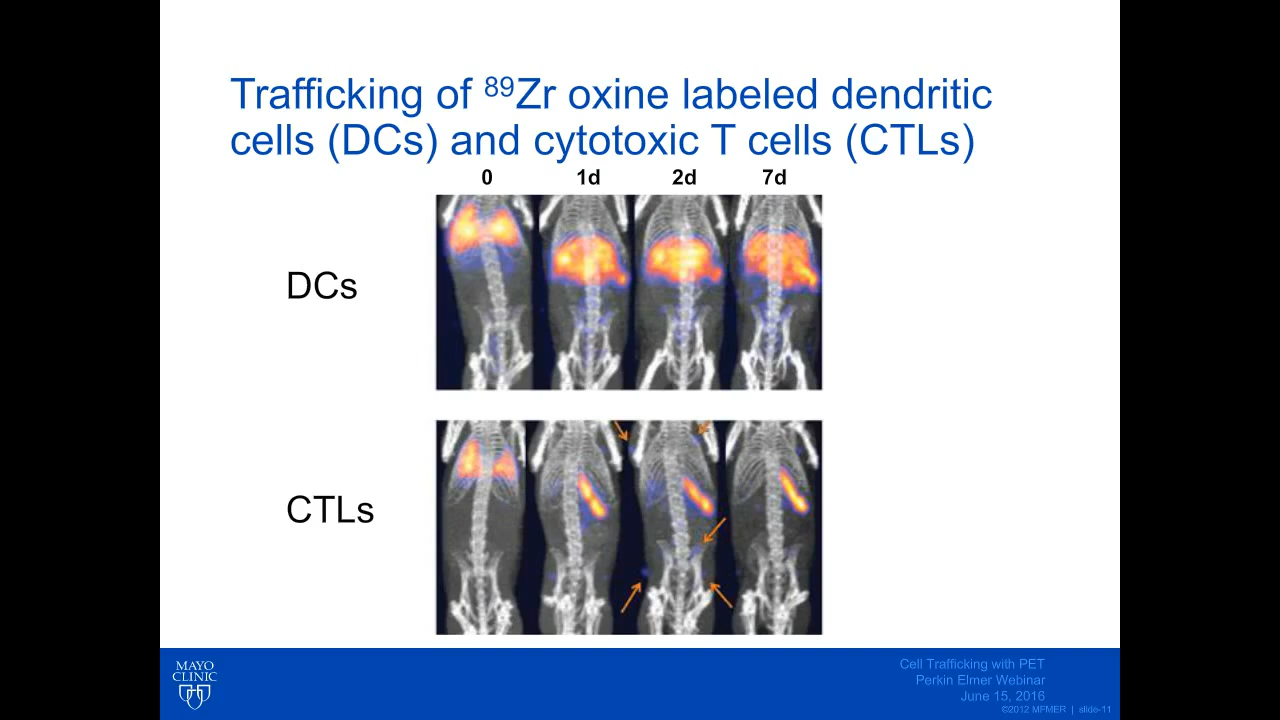 Trafficking of ⁸⁹Zr oxine labeled dendritic
cells (DCs) and cytotoxic T cells (CTLs)
0 1d 2d 7d
DCs
CTLs
MAYO
CLINIC
Cell Trafficking with PET
Perkin Elmer Webinar
June 15, 2016
©2012 MFMER | slide-11